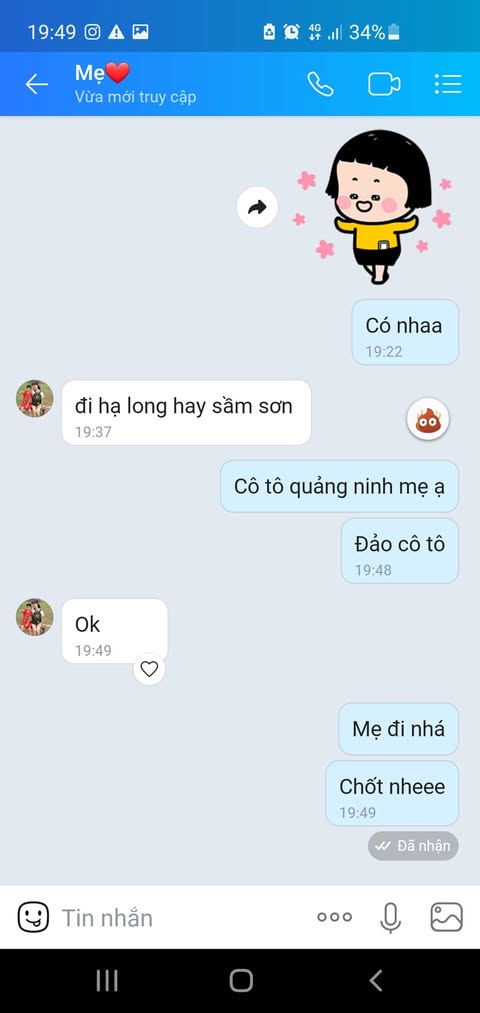 19:49
4G
34%
Mẹ❤️
Vừa mới truy cập
Có nhaa
19:22
đi hạ long hay sầm sơn
19:37
Cô tô quảng ninh mẹ ạ
Đảo cô tô
19:48
Ok
19:49
Mẹ đi nhá
Chốt nheee
19:49
Đã nhận
Tin nhắn